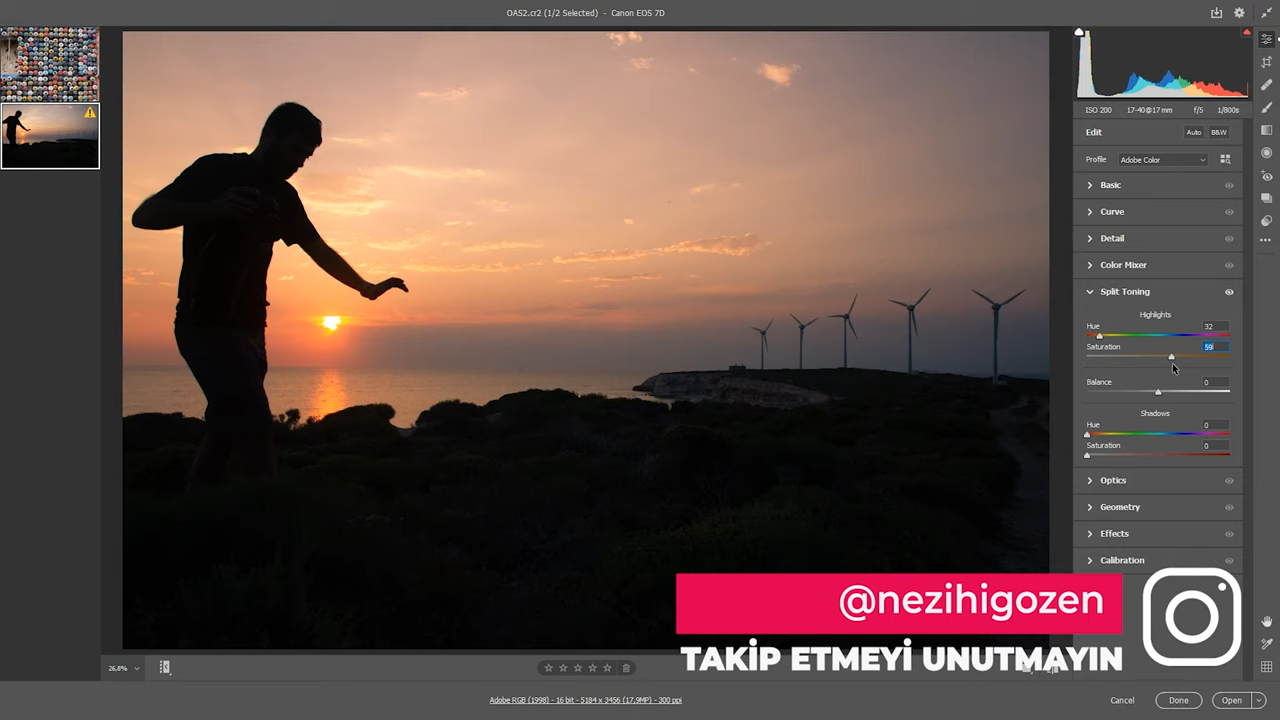 OAS2.cr2 (1/2 Selected) - Canon EOS 7D
ISO 200 17-40@17 mm f/5 1/800s
Edit Auto B&W
Profile Adobe Color
Basic
Curve
Detail
Color Mixer
Split Toning
Highlights
Hue 32
Saturation 59
Balance 0
Shadows
Hue 0
Saturation 0
Optics
Geometry
Effects
Calibration
@nezihigozen
TAKİP ETMEYİ UNUTMAYIN
26,8%
Adobe RGB (1998) - 16 bit - 5184 x 3456 (17,9MP) - 300 ppi
Cancel Done Open